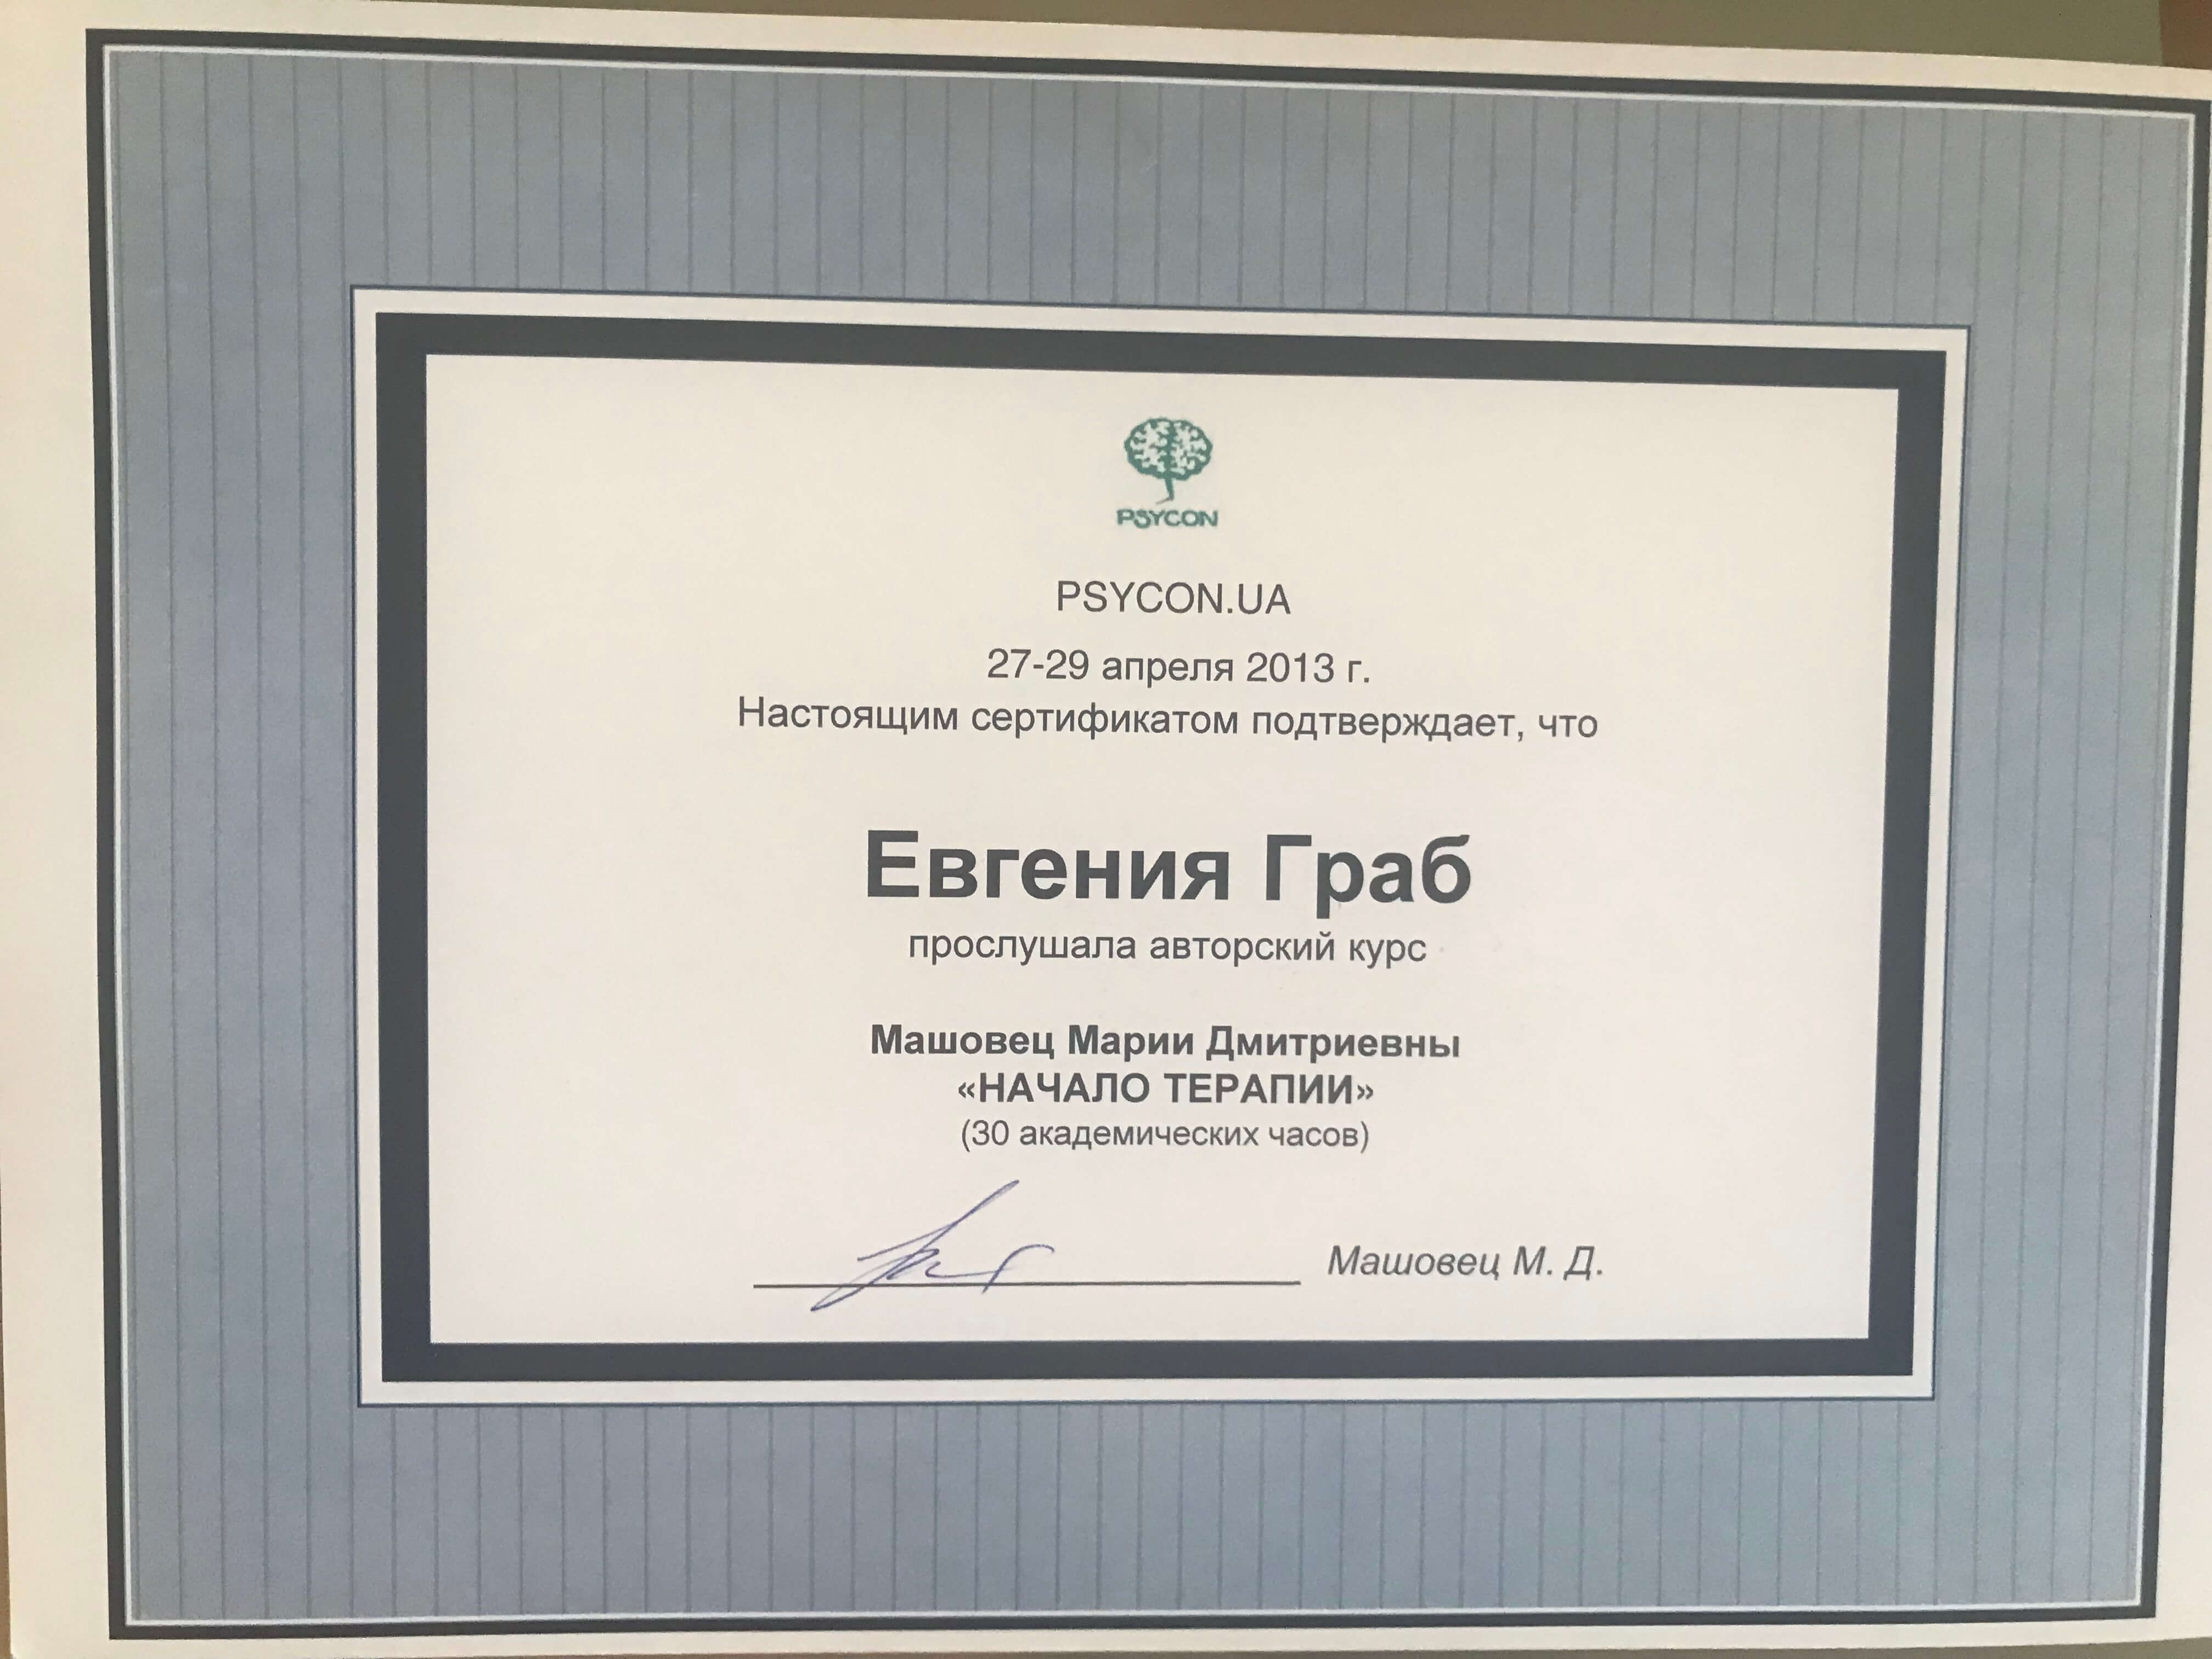 PSYCON
PSYCON.UA
27-29 апреля 2013 г.
Настоящим сертификатом подтверждает, что
Евгения Граб
прослушала авторский курс
Машовец Марии Дмитриевны
«НАЧАЛО ТЕРАПИИ»
(30 академических часов)
Машовец М. Д.